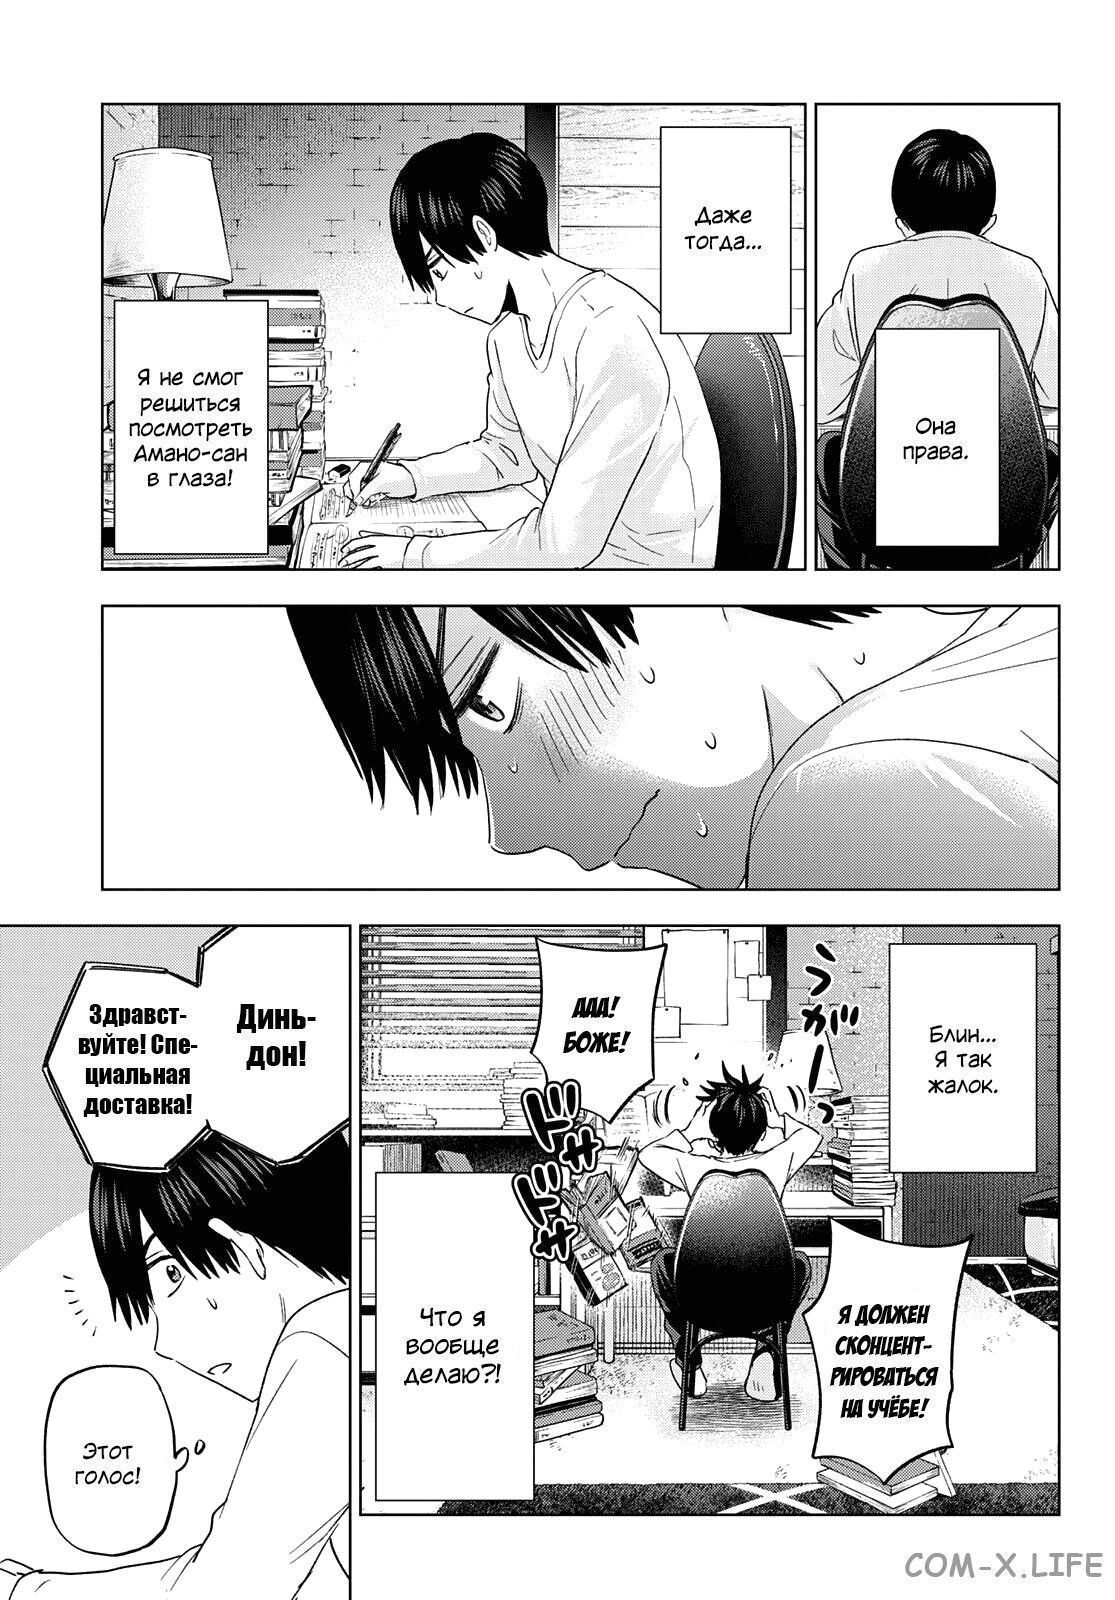 Она
права.
Даже
тогда...
Я не смог
решиться
посмотреть
Амано-сан
в глаза!
Блин...
Я так
жалок.
ААА!
БОЖЕ!
Я ДОЛЖЕН
СКОНЦЕНТ-
РИРОВАТЬСЯ
НА УЧЁБЕ!
Что я
вообще
делаю?!
Динь-
дон!
Здравст-
вуйте! Спе-
циальная
доставка!
Этот
голос!
COM-X.LIFE